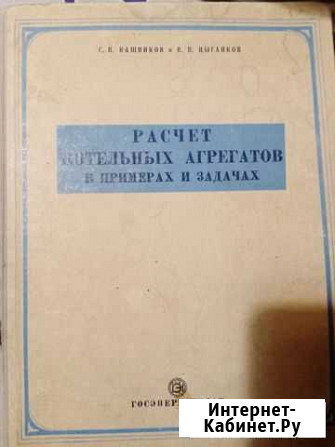 С. П. КАШНИКОВ и В. Н. ЦЫГАНКОВ
РАСЧЕТ
КОТЕЛЬНЫХ АГРЕГАТОВ
В ПРИМЕРАХ И ЗАДАЧАХ
ГОСЭНЕР
Интернет-
Кабинет.Ру